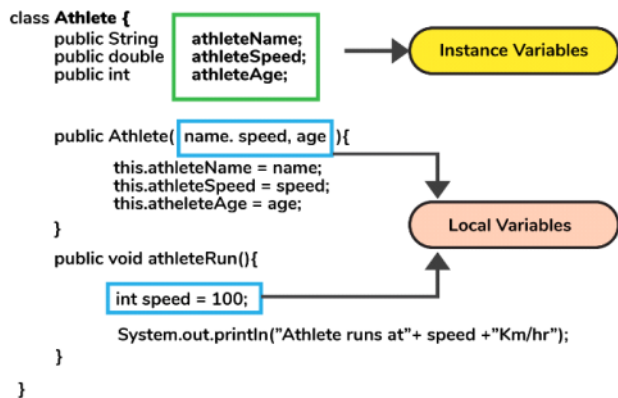 class Athlete {
public String athleteName;
public double athleteSpeed;
public int athleteAge;
Instance Variables
public Athlete( name. speed, age ){
this.athleteName = name;
this.athleteSpeed = speed;
this.atheleteAge = age;
}
Local Variables
public void athleteRun(){
int speed = 100;
System.out.println("Athlete runs at"+ speed +"Km/hr");
}
}